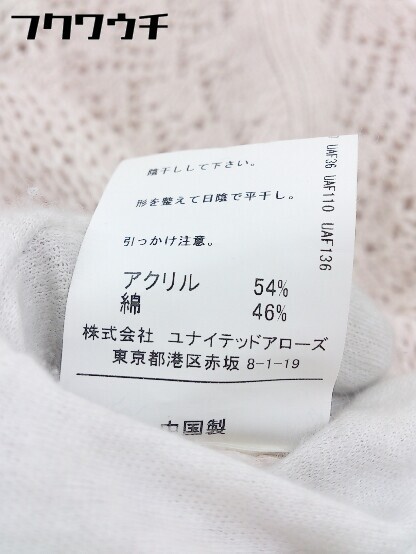 フクワウチ
陰干しして下さい。
形を整えて日陰で平干し。
引っかけ注意。
アクリル 54%
綿 46%
株式会社 ユナイテッドアローズ
東京都港区赤坂 8-1-19
中国製
UAF36 UAF110 UAF136